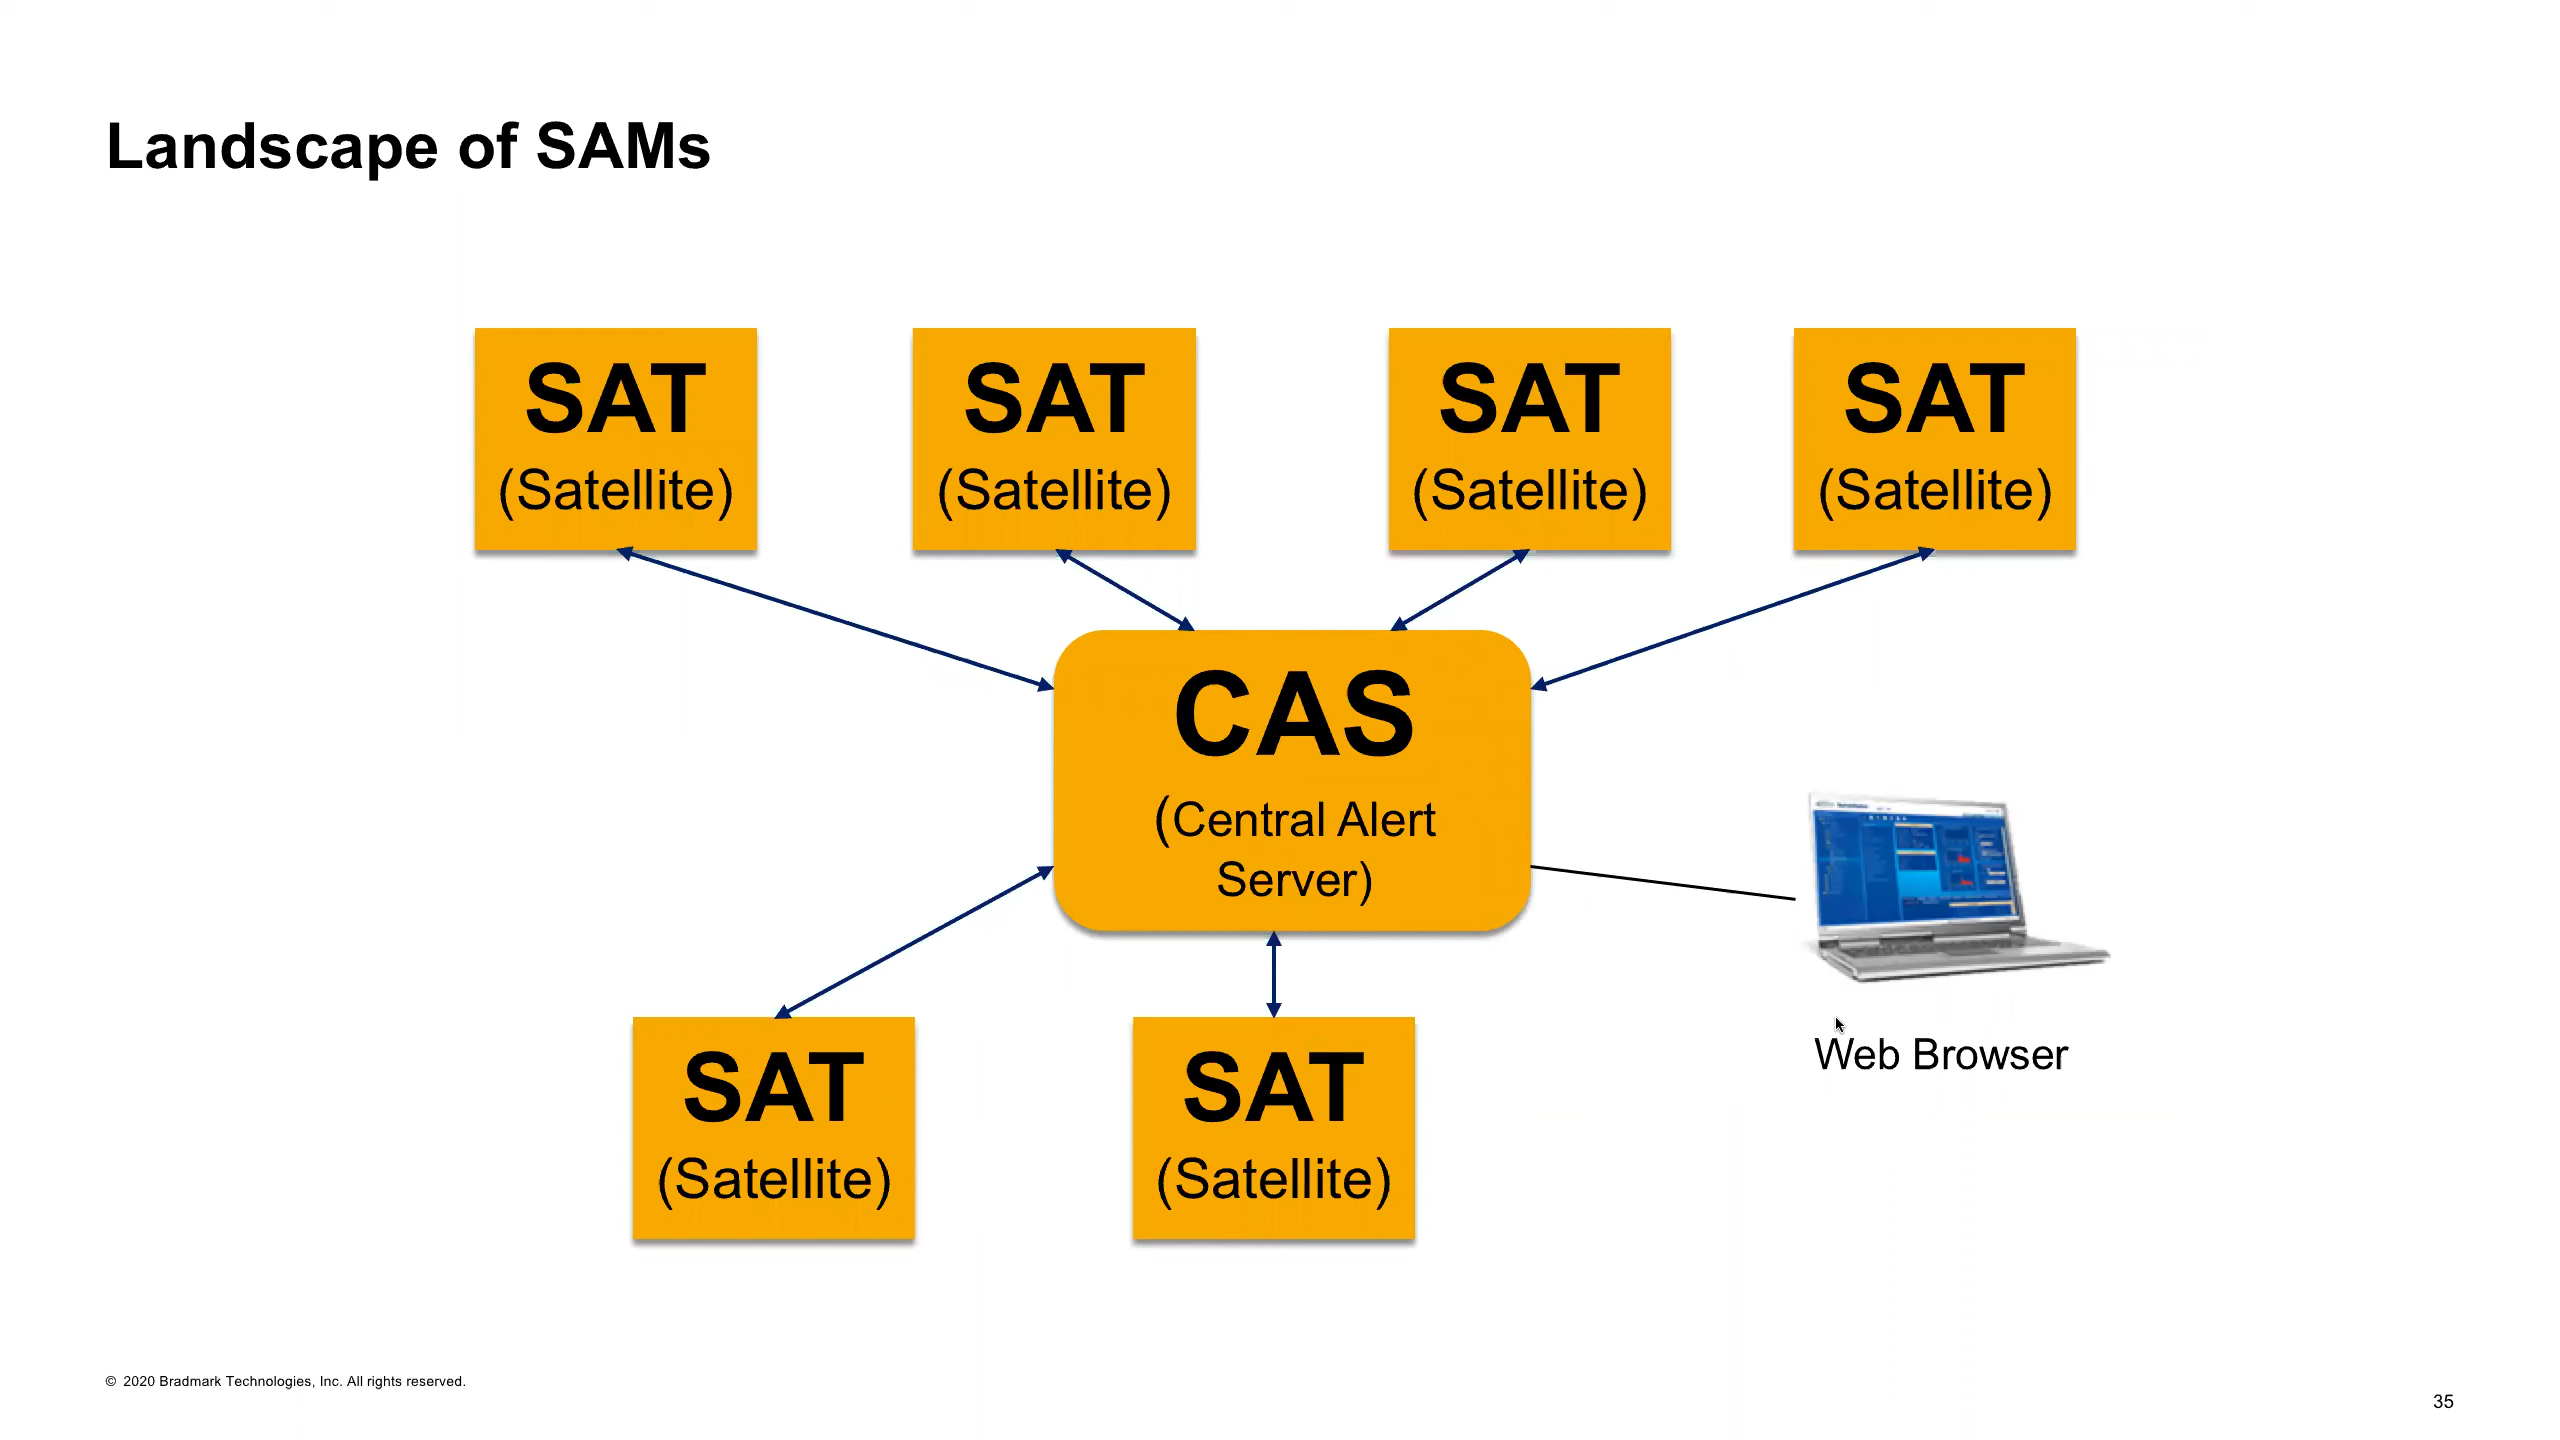 Landscape of SAMs
SAT
(Satellite)
SAT
(Satellite)
SAT
(Satellite)
SAT
(Satellite)
CAS
(Central Alert
Server)
Web Browser
SAT
(Satellite)
SAT
(Satellite)
© 2020 Bradmark Technologies, Inc. All rights reserved.
35